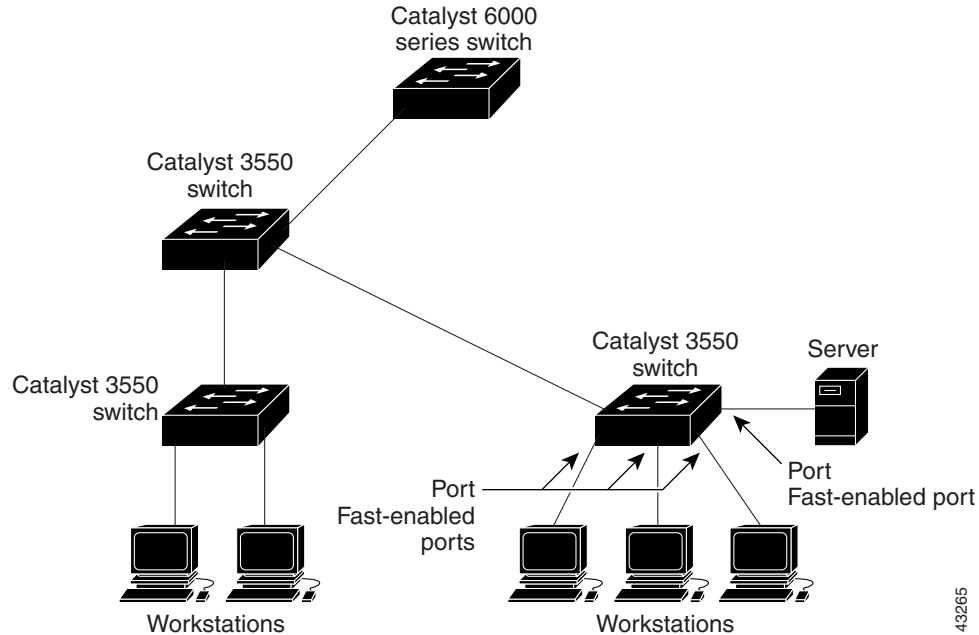 Catalyst 6000
series switch
Catalyst 3550
switch
Catalyst 3550
switch
Catalyst 3550
switch
Server
Port
Fast-enabled
ports
Port
Fast-enabled port
Workstations
Workstations
43265